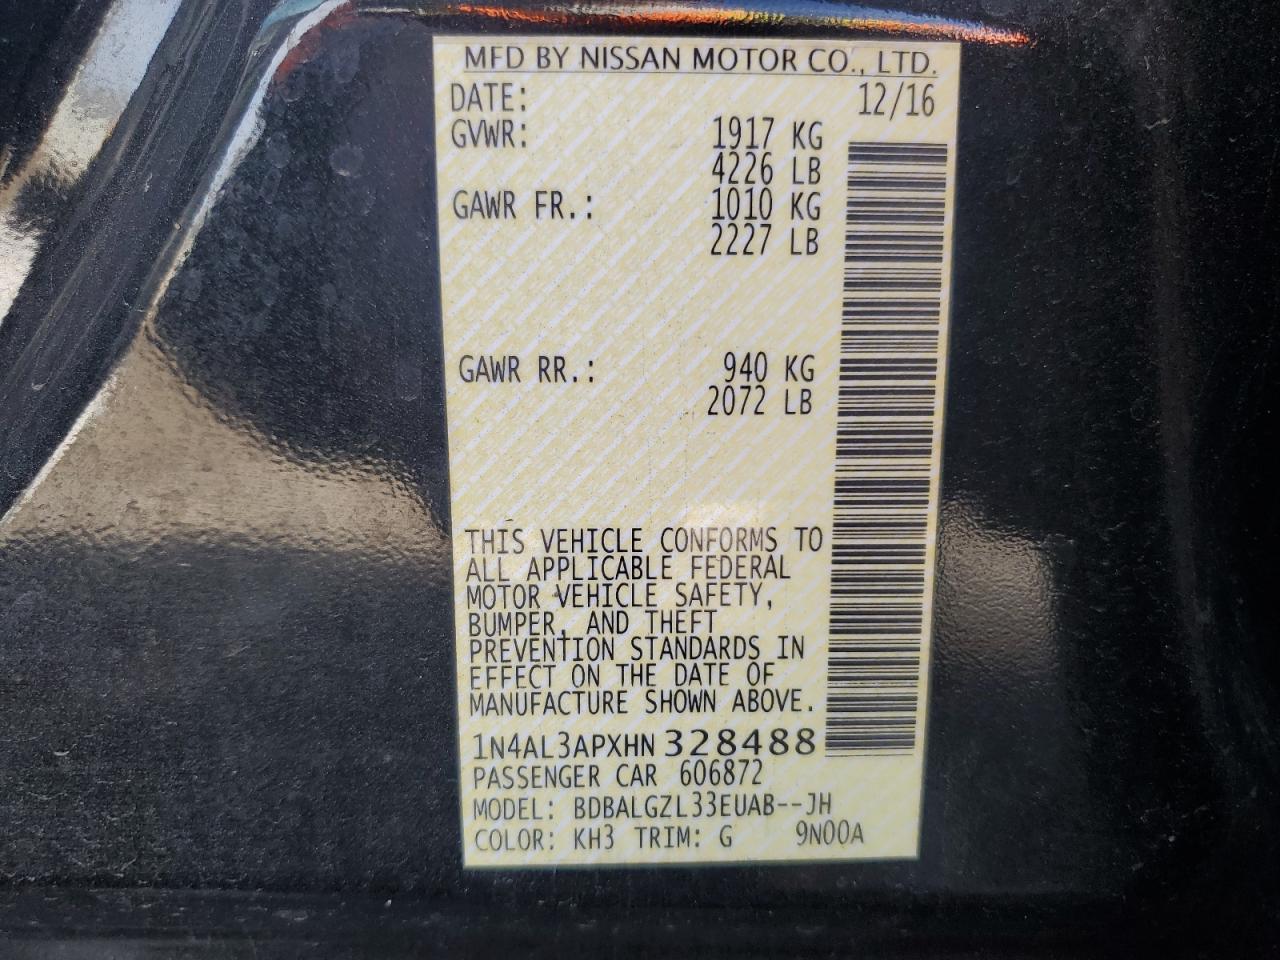 MFD BY NISSAN MOTOR CO., LTD.
DATE: 12/16
GVWR: 1917 KG
4226 LB
GAWR FR.: 1010 KG
2227 LB
GAWR RR.: 940 KG
2072 LB
THIS VEHICLE CONFORMS TO
ALL APPLICABLE FEDERAL
MOTOR VEHICLE SAFETY,
BUMPER, AND THEFT
PREVENTION STANDARDS IN
EFFECT ON THE DATE OF
MANUFACTURE SHOWN ABOVE.
1N4AL3APXHN328488
PASSENGER CAR 606872
MODEL: BDBALGZL33EUAB--JH
COLOR: KH3 TRIM: G 9N00A